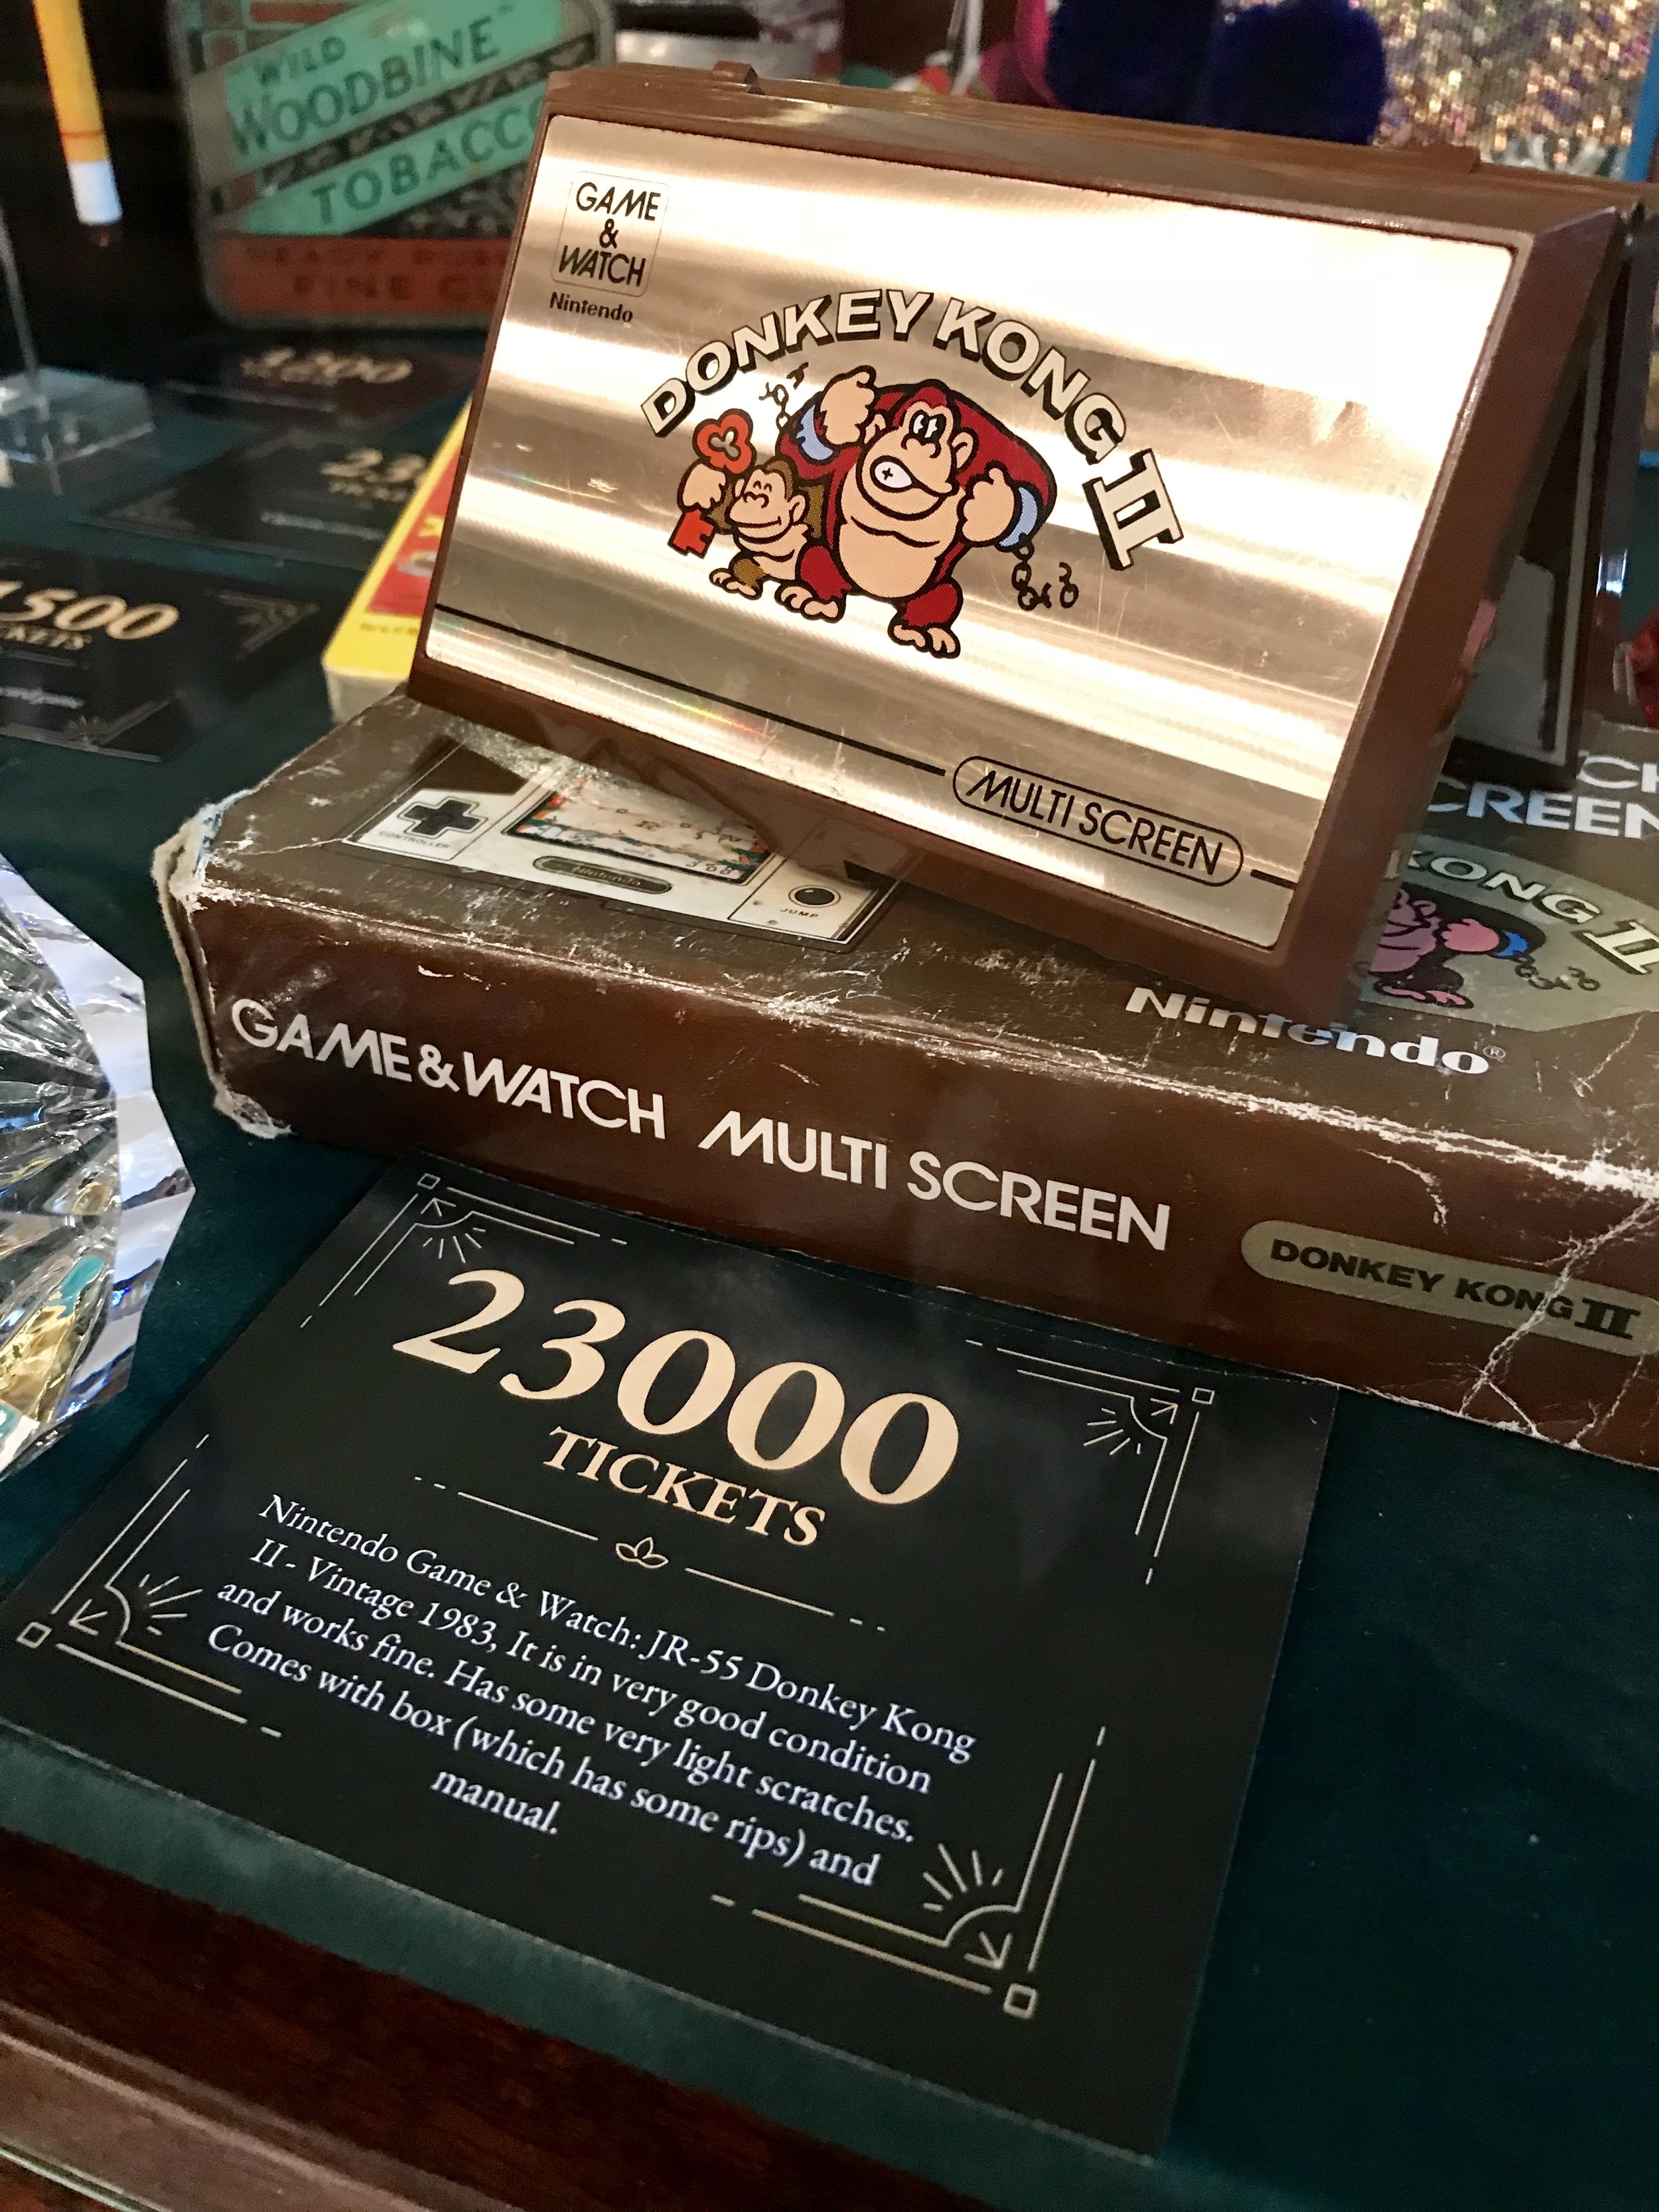 "WILD
WOODBINE"
TOBACCO
FINE
GAME
&
WATCH
Nintendo
DONKEY KONG II
MULTI SCREEN
1500
CONTROLLER
Nintendo
JUMP
SCREEN
KONG II
Nintendo®
GAME & WATCH MULTI SCREEN
DONKEY KONG II
23000
TICKETS
Nintendo Game & Watch: JR-55 Donkey Kong
II - Vintage 1983, It is in very good condition
and works fine. Has some very light scratches.
Comes with box (which has some rips) and
manual.